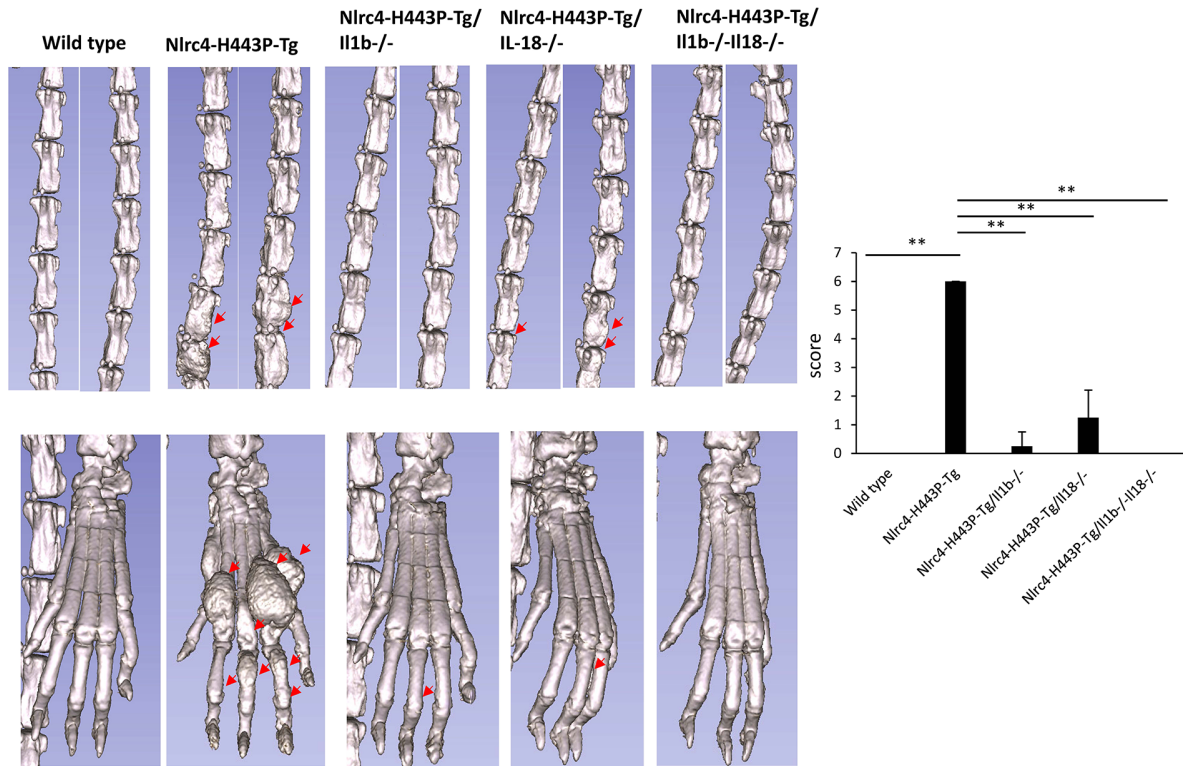 Wild type
Nlrc4-H443P-Tg
Nlrc4-H443P-Tg/
Il1b-/-
Nlrc4-H443P-Tg/
IL-18-/-
Nlrc4-H443P-Tg/
Il1b-/-Il18-/-
**
**
**
**
score
7
6
5
4
3
2
1
0
Wild type
Nlrc4-H443P-Tg
Nlrc4-H443P-Tg/Il1b-/-
Nlrc4-H443P-Tg/Il18-/-
Nlrc4-H443P-Tg/Il1b-/-Il18-/-